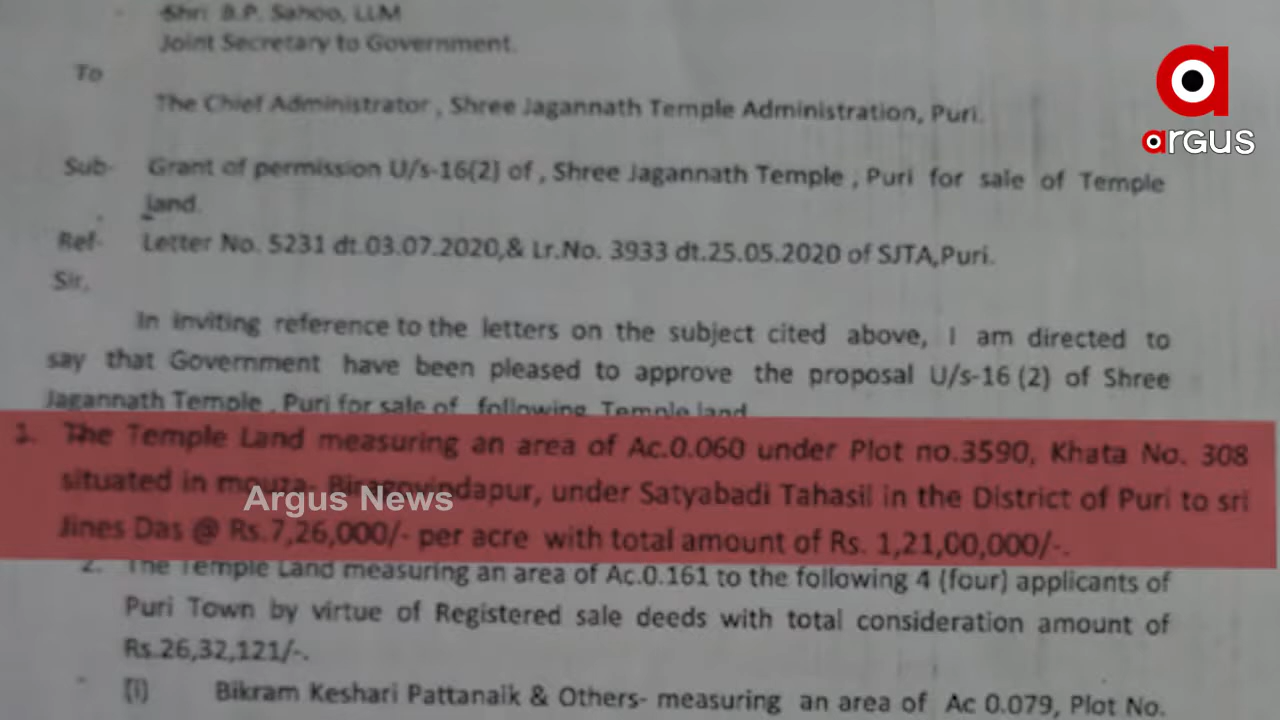 Shri B.P. Sahoo, LLM
Joint Secretary to Government.
To
The Chief Administrator , Shree Jagannath Temple Administration, Puri.
Sub- Grant of permission U/s-16(2) of , Shree Jagannath Temple , Puri for sale of Temple
land.
Ref- Letter No. 5231 dt.03.07.2020,& Lr.No. 3933 dt.25.05.2020 of SJTA,Puri.
Sir,
In inviting reference to the letters on the subject cited above, I am directed to
say that Government have been pleased to approve the proposal U/s-16 (2) of Shree
Jagannath Temple , Puri for sale of following Temple land
1. The Temple Land measuring an area of Ac.0.060 under Plot no.3590, Khata No. 308
situated in mouza- under Satyabadi Tahasil in the District of Puri to sri
Jines Das @ Rs.7,26,000/- per acre with total amount of Rs. 1,21,00,000/-.
2. The Temple Land measuring an area of Ac.0.161 to the following 4 (four) applicants of
Puri Town by virtue of Registered sale deeds with total consideration amount of
Rs.26,32,121/-.
(i) Bikram Keshari Pattanaik & Others- measuring an area of Ac 0.079, Plot No.
a
argus
Argus News